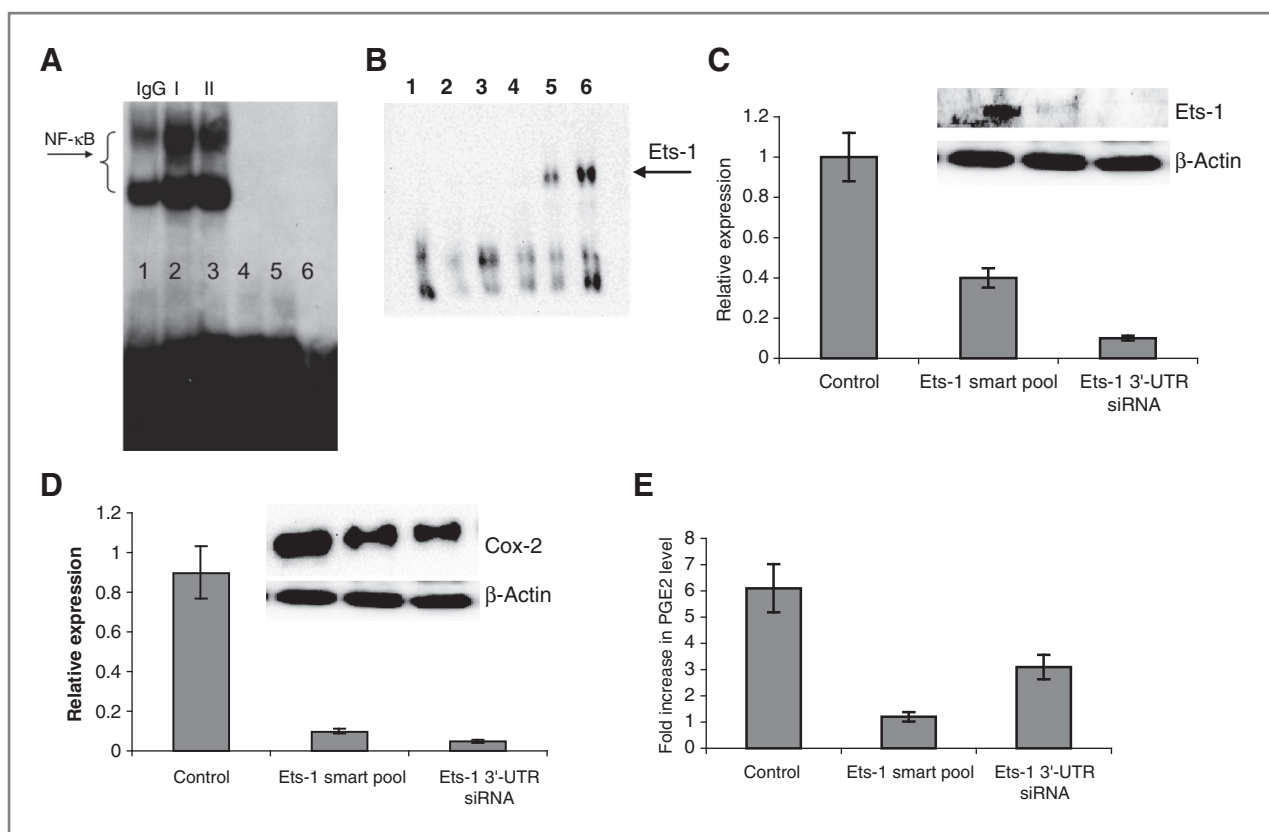 A
IgG I II
NF-κB
1 2 3 4 5 6
B
1 2 3 4 5 6
Ets-1
C
Relative expression
1.2
1
0.8
0.6
0.4
0.2
0
Control
Ets-1 smart pool
Ets-1 3'-UTR
siRNA
Ets-1
β-Actin
D
Relative expression
1.2
1
0.8
0.6
0.4
0.2
0
Control
Ets-1 smart pool
Ets-1 3'-UTR
siRNA
Cox-2
β-Actin
E
Fold increase in PGE2 level
8
7
6
5
4
3
2
1
0
Control
Ets-1 smart pool
Ets-1 3'-UTR
siRNA